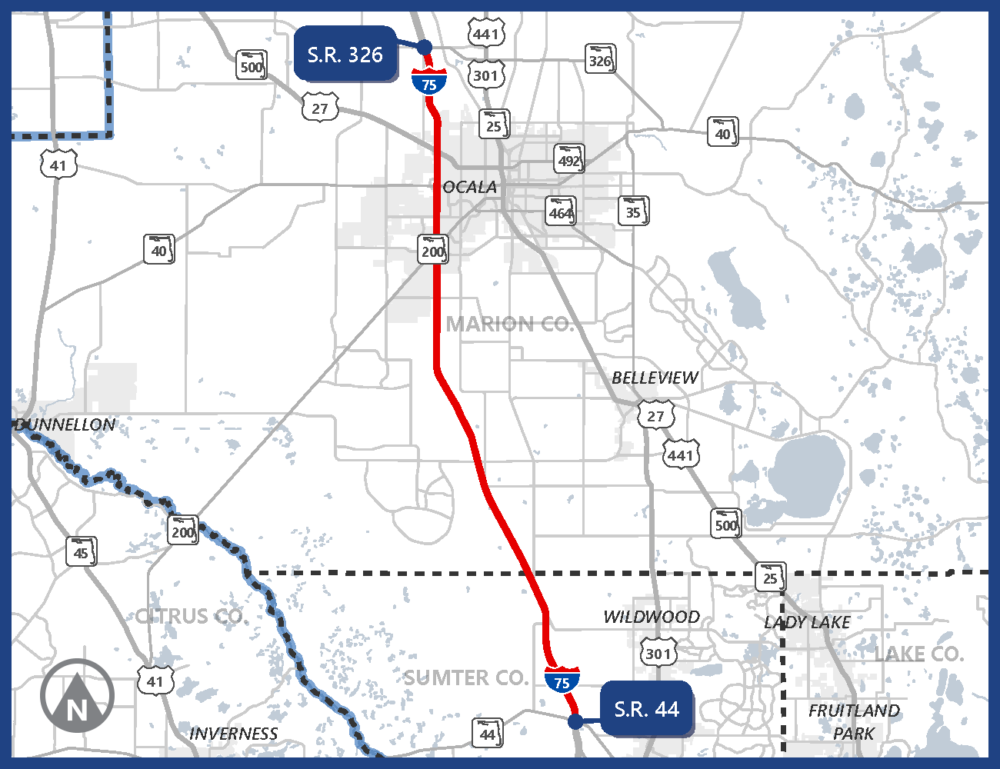 441
S.R. 326
326
500
301
75
27
25
40
492
41
OCALA
464
35
40
200
MARION CO.
BELLEVIEW
27
DUNNELLON
441
500
200
45
25
CITRUS CO.
WILDWOOD
LADY LAKE
301
LAKE CO.
SUMTER CO.
75
41
N
S.R. 44
FRUITLAND
PARK
44
INVERNESS